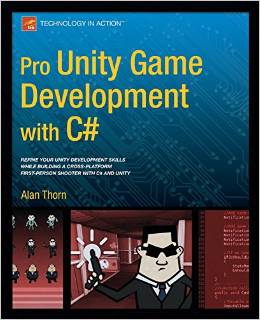 TECHNOLOGY IN ACTION™
Pro Unity Game
Development
with C#
REFINE YOUR UNITY DEVELOPMENT SKILLS
WHILE BUILDING A CROSS-PLATFORM
FIRST-PERSON SHOOTER WITH C# AND UNITY
Alan Thorn